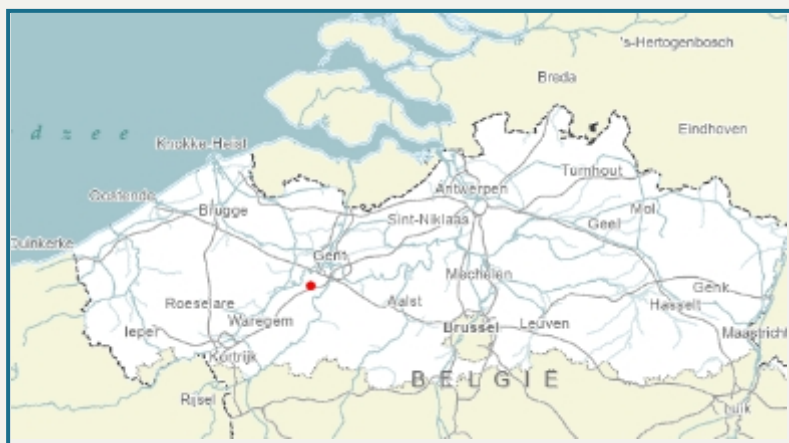 's-Hertogenbosch
Breda
dzee
Eindhoven
Knokke-Heist
Turnhout
Oostende
Antwerpen
Brugge
Mol
Sint-Niklaas
Geel
Duinkerke
Gent
Mechelen
Genk
Roeselare
Aalst
Hasselt
Waregem
Ieper
Brussel
Leuven
Maastricht
Kortrijk
BELGIË
Rijsel
Luik